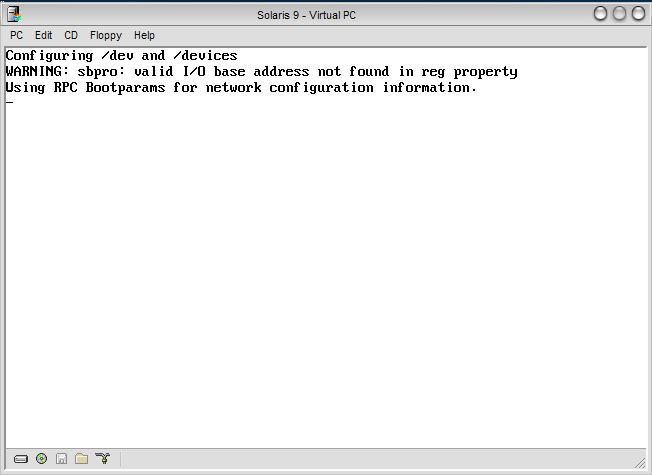 Solaris 9 - Virtual PC
PC Edit CD Floppy Help
Configuring /dev and /devices
WARNING: sbpro: valid I/O base address not found in reg property
Using RPC Bootparams for network configuration information.
_